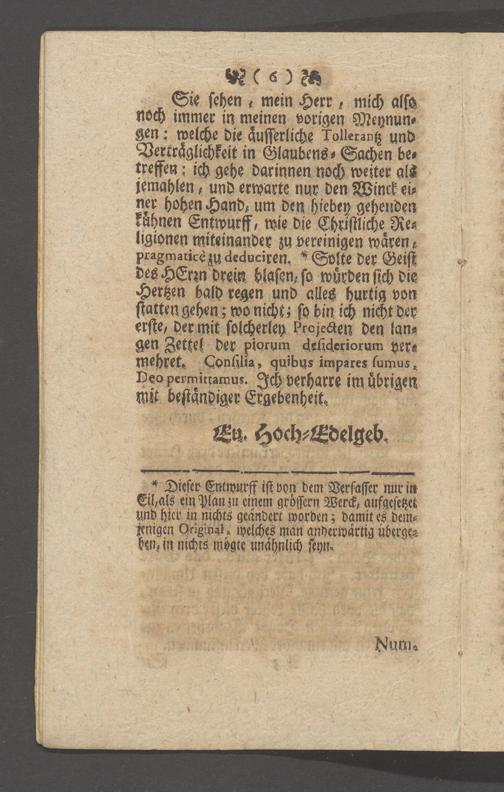 ( 6 )
Sie sehen, mein Herr, mich also
noch immer in meinen vorigen Meynun-
gen: welche die äusserliche Tollerantz und
Verträglichkeit in Glaubens-Sachen be-
treffen: ich gehe darinnen noch weiter als
jemahlen, und erwarte nur den Winck ei-
ner hohen Hand, um den hiebey gehenden
kühnen Entwurff, wie die Christliche Re-
ligionen miteinander zu vereinigen wären,
pragmaticè zu deduciren. * Solte der Geist
des HErrn drein blasen, so würden sich die
Hertzen bald regen und alles hurtig von
statten gehen; wo nicht; so bin ich nicht der
erste, der mit solcherley Projecten den lan-
gen Zettel der piorum desideriorum ver-
mehret. Consilia, quibus impares sumus,
Deo permittamus. Ich verharre im übrigen
mit beständiger Ergebenheit.
Eu. Hoch-Edelgeb.
* Dieser Entwurff ist von dem Verfasser nur in
Eil, als ein Plan zu einem grössern Werck, aufgesetzet
und hier in nichts geändert worden; damit es dem-
jenigen Original, welches man anderwärtig überge-
ben, in nichts mögte unähnlich seyn.
Num.